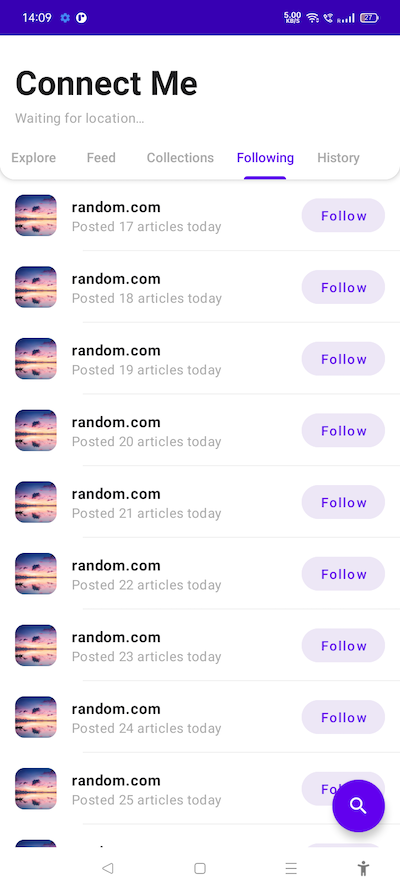 14:09
5.00
KB/S
27
Connect Me
Waiting for location…
Explore
Feed
Collections
Following
History
random.com
Posted 17 articles today
Follow
random.com
Posted 18 articles today
Follow
random.com
Posted 19 articles today
Follow
random.com
Posted 20 articles today
Follow
random.com
Posted 21 articles today
Follow
random.com
Posted 22 articles today
Follow
random.com
Posted 23 articles today
Follow
random.com
Posted 24 articles today
Follow
random.com
Posted 25 articles today